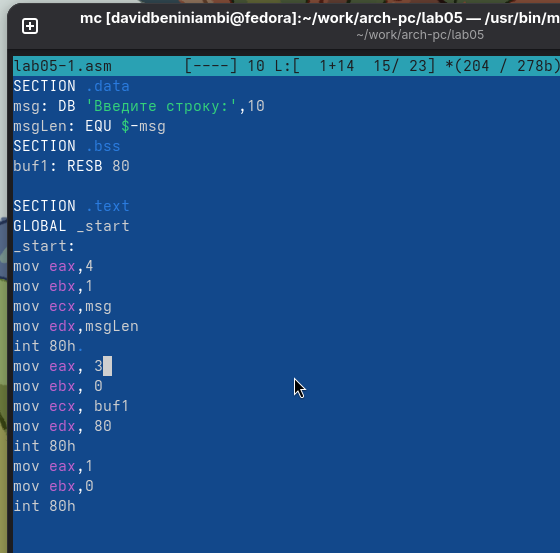 mc [davidbeniniambi@fedora]:~/work/arch-pc/lab05 — /usr/bin/m
~/work/arch-pc/lab05
lab05-1.asm        [----] 10 L:[  1+14  15/ 23] *(204 / 278b)
SECTION .data
msg: DB 'Введите строку:',10
msgLen: EQU $-msg
SECTION .bss
buf1: RESB 80
SECTION .text
GLOBAL _start
_start:
mov eax,4
mov ebx,1
mov ecx,msg
mov edx,msgLen
int 80h.
mov eax, 3
mov ebx, 0
mov ecx, buf1
mov edx, 80
int 80h
mov eax,1
mov ebx,0
int 80h